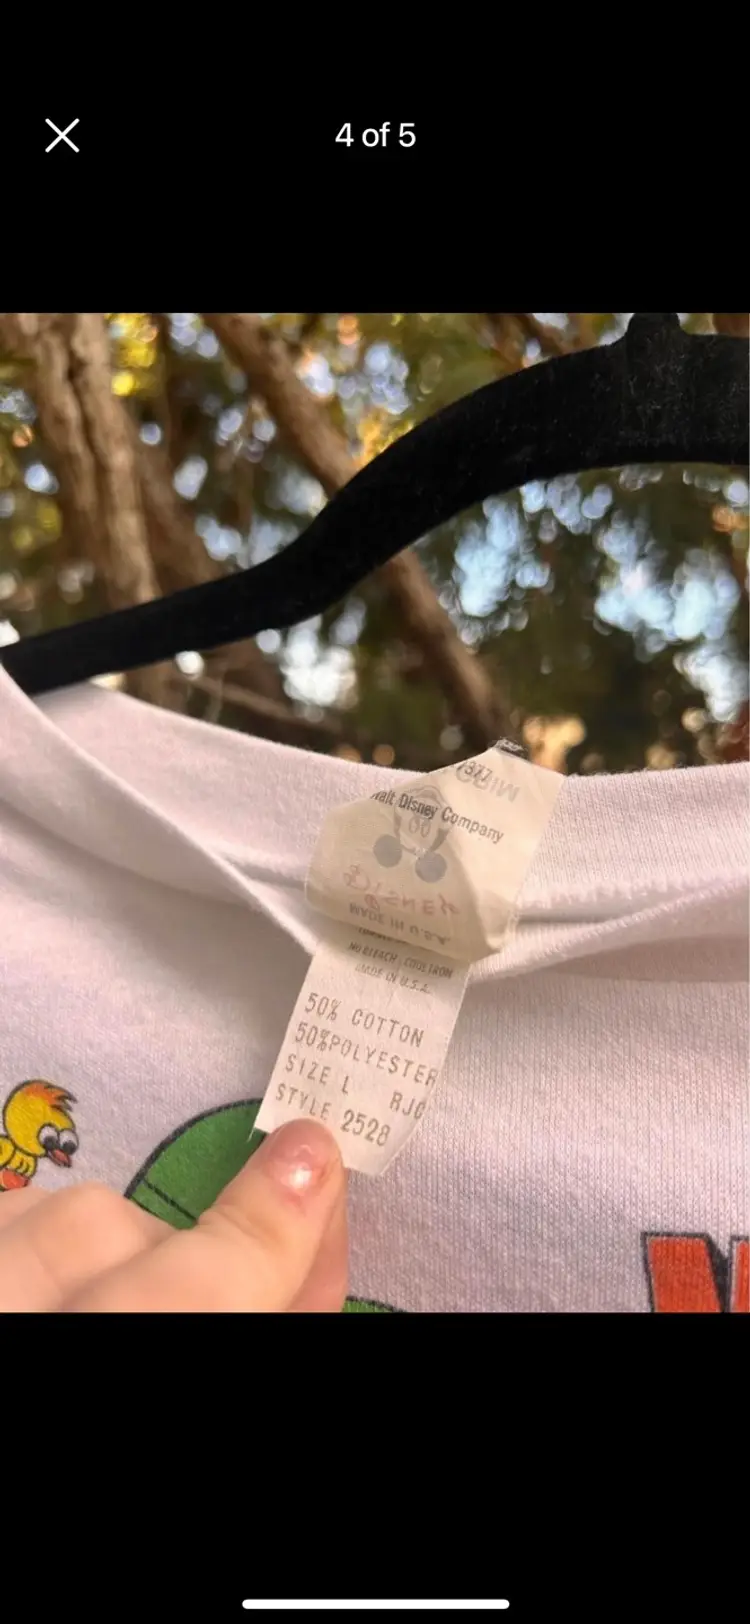 4 of 5
Walt Disney Company
DISNEY
MADE IN U.S.A.
NO BLEACH - COOL IRON
MADE IN U.S.A.
50% COTTON
50% POLYESTER
SIZE L RJC
STYLE 2528